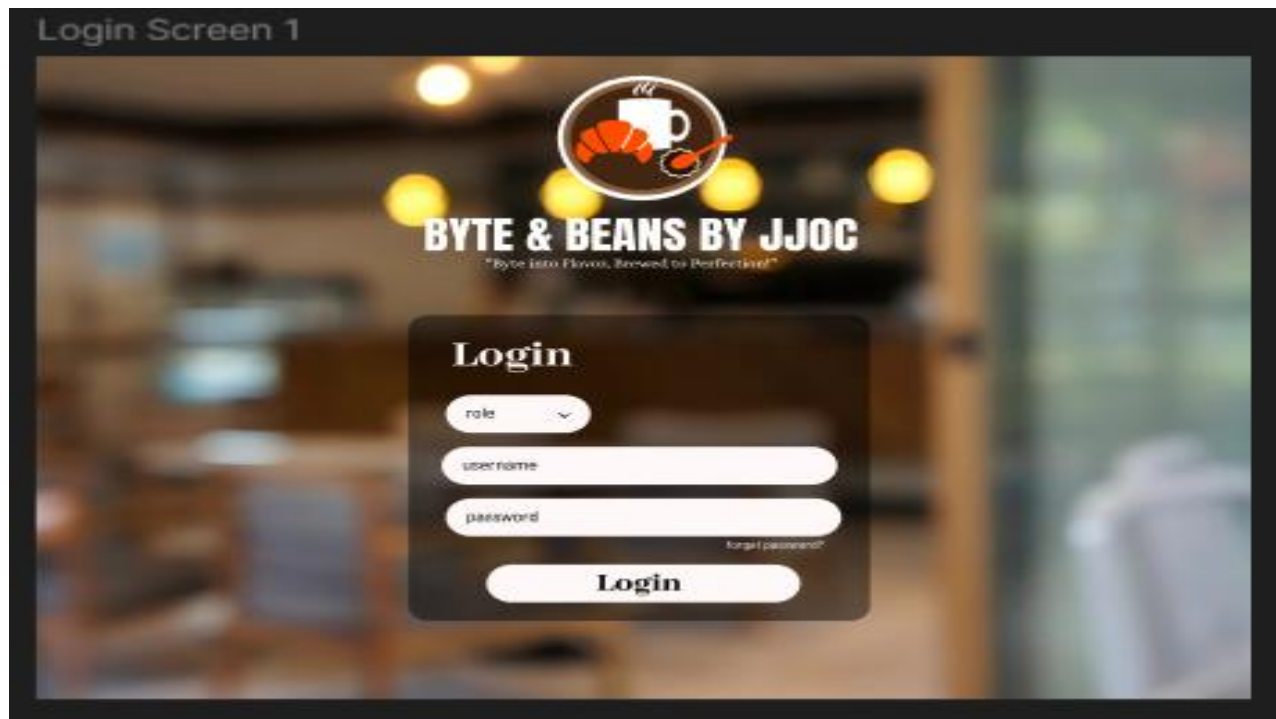 Login Screen 1
BYTE & BEANS BY JJOC
"Byte into Flavor, Brewed to Perfection!"
Login
role
username
password
forget password?
Login